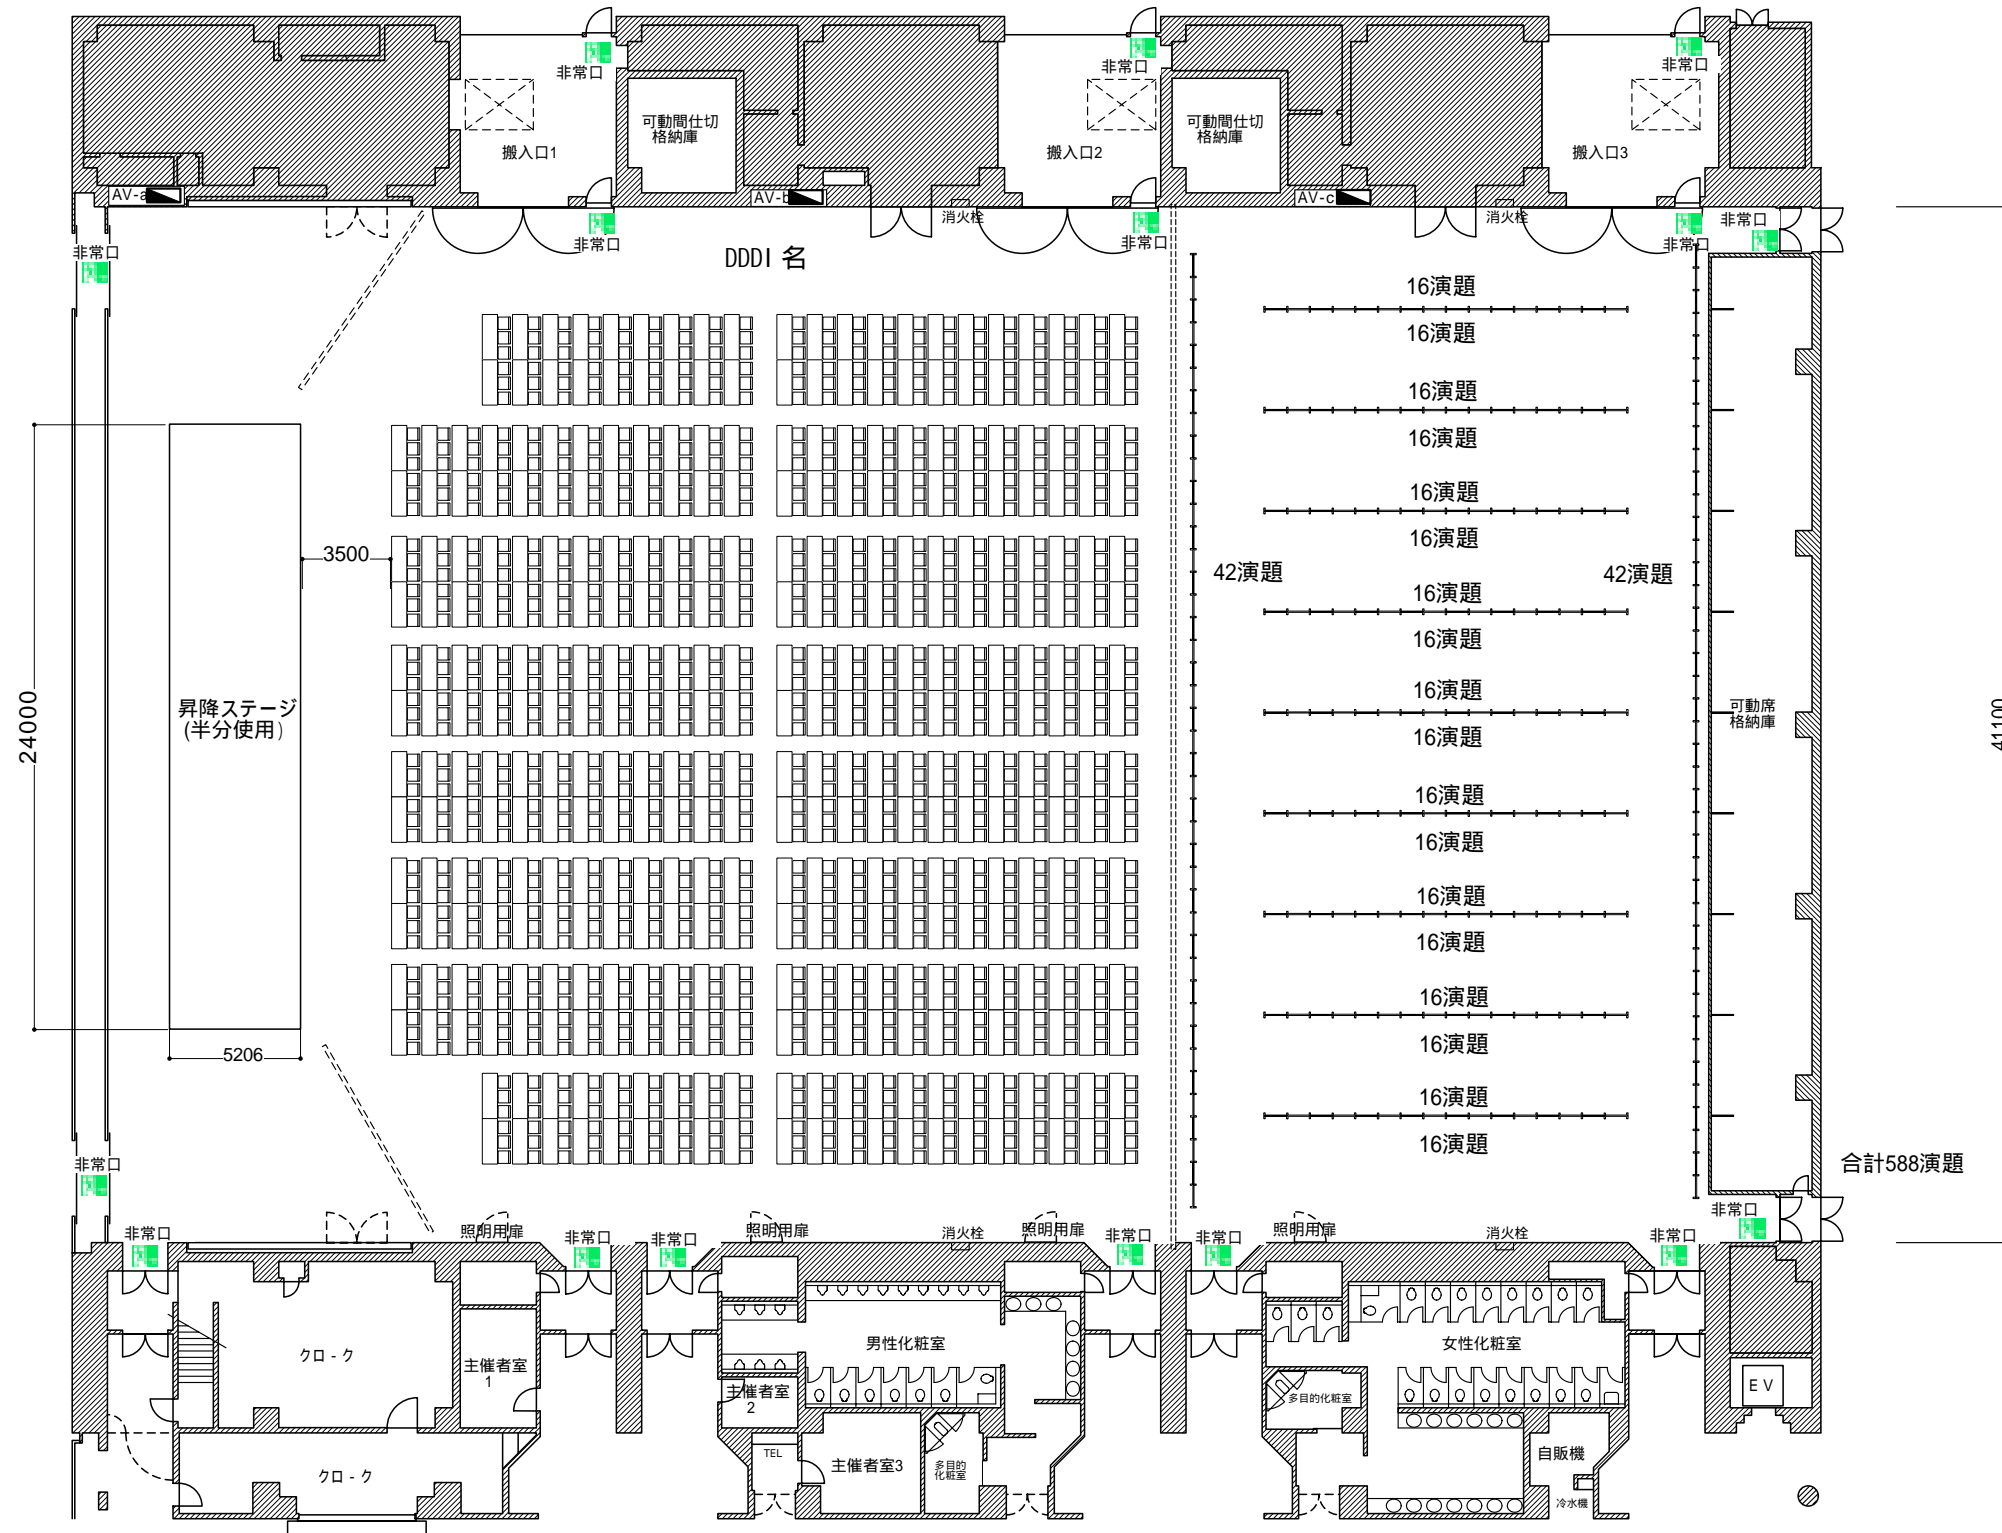 非常口
非常口
非常口
可動間仕切
格納庫
可動間仕切
格納庫
搬入口1
搬入口2
搬入口3
AV-a
AV-b
AV-c
消火栓
消火栓
非常口
非常口
非常口
非常口
非常口
DDDI 名
16演題
16演題
16演題
16演題
16演題
16演題
3500
42演題
42演題
16演題
16演題
24000
昇降ステージ
(半分使用)
16演題
16演題
可動席
格納庫
41100
16演題
16演題
16演題
16演題
16演題
16演題
5206
16演題
16演題
合計588演題
非常口
非常口
照明用扉
非常口
非常口
照明用扉
消火栓
照明用扉
非常口
非常口
照明用扉
消火栓
非常口
非常口
クロ-ク
主催者室
1
男性化粧室
女性化粧室
主催者室
2
多目的化粧室
EV
TEL
主催者室3
多目的
化粧室
自販機
クロ-ク
冷水機